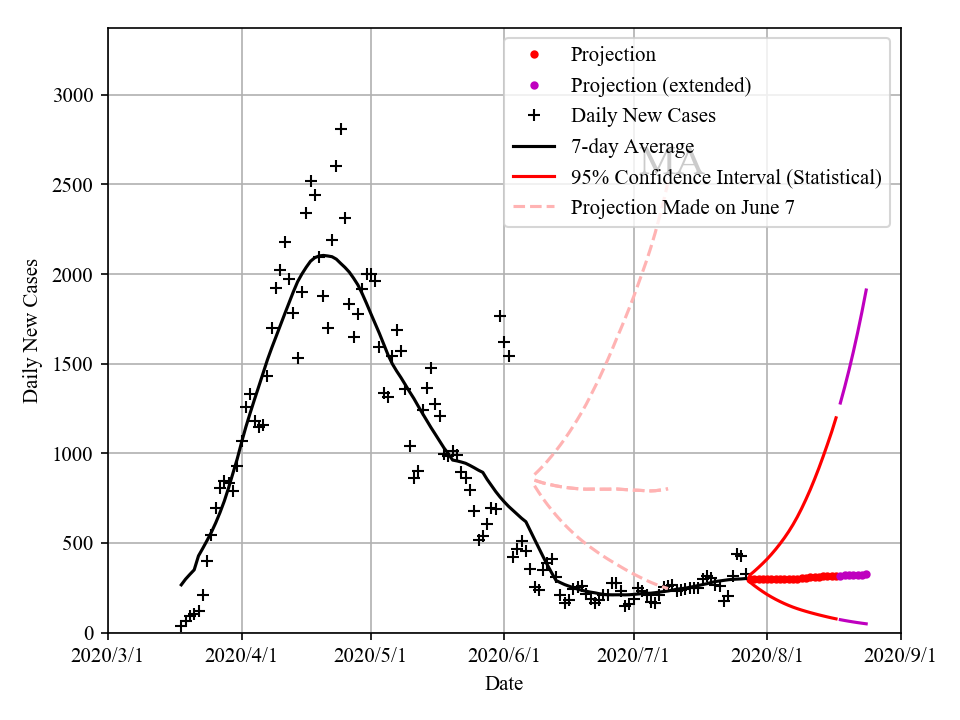 Projection
Projection (extended)
Daily New Cases
7-day Average
MA
95% Confidence Interval (Statistical)
Projection Made on June 7
3000
2500
2000
1500
1000
500
0
Daily New Cases
2020/3/1 2020/4/1 2020/5/1 2020/6/1 2020/7/1 2020/8/1 2020/9/1
Date